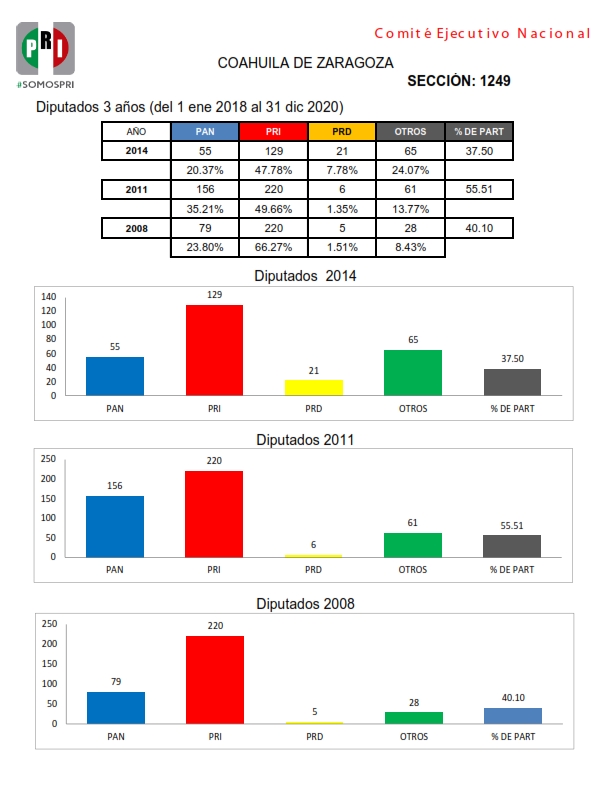 Comité Ejecutivo Nacional
PRI
#SOMOSPRI
COAHUILA DE ZARAGOZA
SECCIÓN: 1249
Diputados 3 años (del 1 ene 2018 al 31 dic 2020)
AÑO PAN PRI PRD OTROS % DE PART
2014 55 129 21 65 37.50
20.37% 47.78% 7.78% 24.07%
2011 156 220 6 61 55.51
35.21% 49.66% 1.35% 13.77%
2008 79 220 5 28 40.10
23.80% 66.27% 1.51% 8.43%
Diputados 2014
140
120
100
80
60
40
20
0
55 129 21 65 37.50
PAN PRI PRD OTROS % DE PART
Diputados 2011
250
200
150
100
50
0
156 220 6 61 55.51
PAN PRI PRD OTROS % DE PART
Diputados 2008
250
200
150
100
50
0
79 220 5 28 40.10
PAN PRI PRD OTROS % DE PART